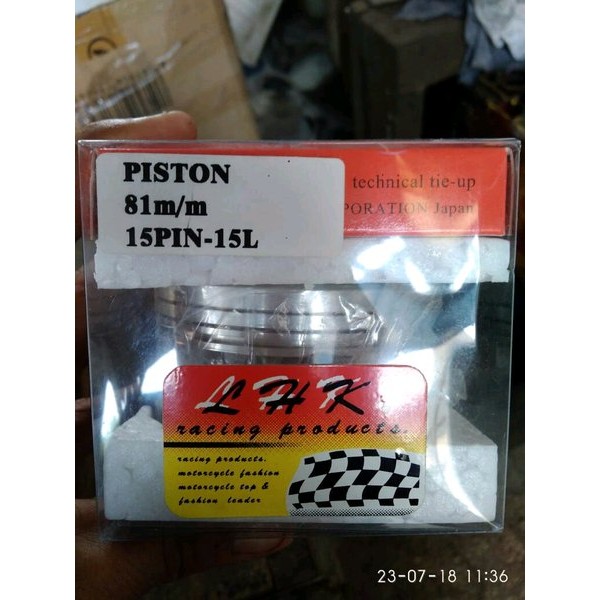 PISTON
81m/m
15PIN-15L
technical tie-up
PORATION Japan
LHK
racing products.
racing products.
motorcycle fashion
motorcycle top &
fashion leader
23-07-18 11:36